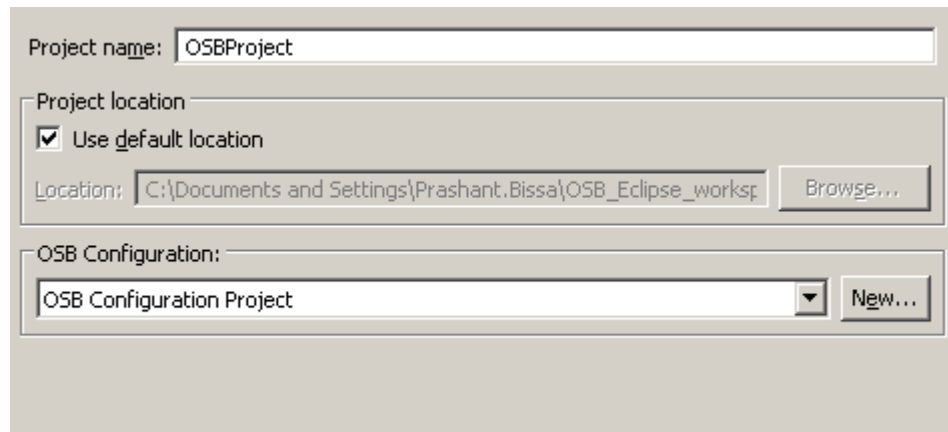 Project name: OSBProject
Project location
Use default location
Location: C:\Documents and Settings\Prashant.Bissa\OSB_Eclipse_worksp Browse...
OSB Configuration:
OSB Configuration Project New...